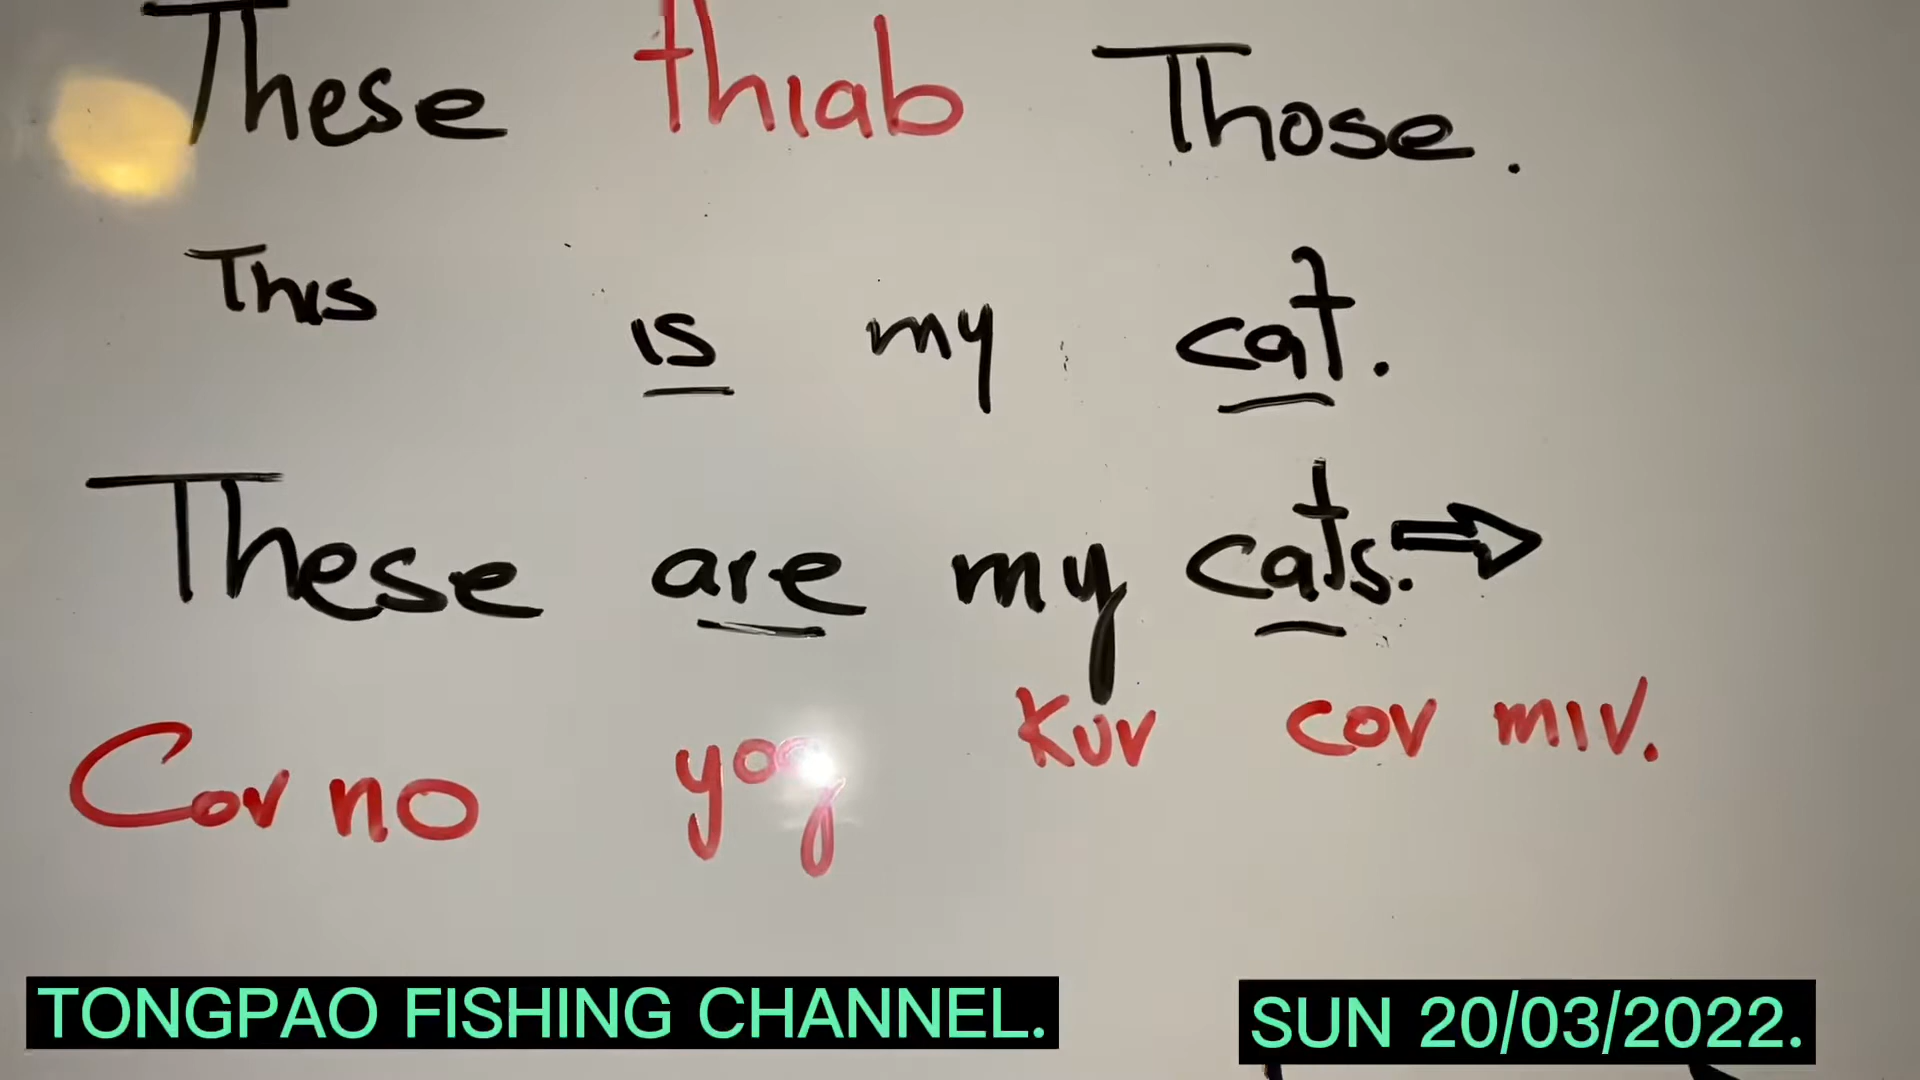 These thiab Those.
This is my cat.
These are my cats.
Cov no yog kuv cov miv.
TONGPAO FISHING CHANNEL. SUN 20/03/2022.